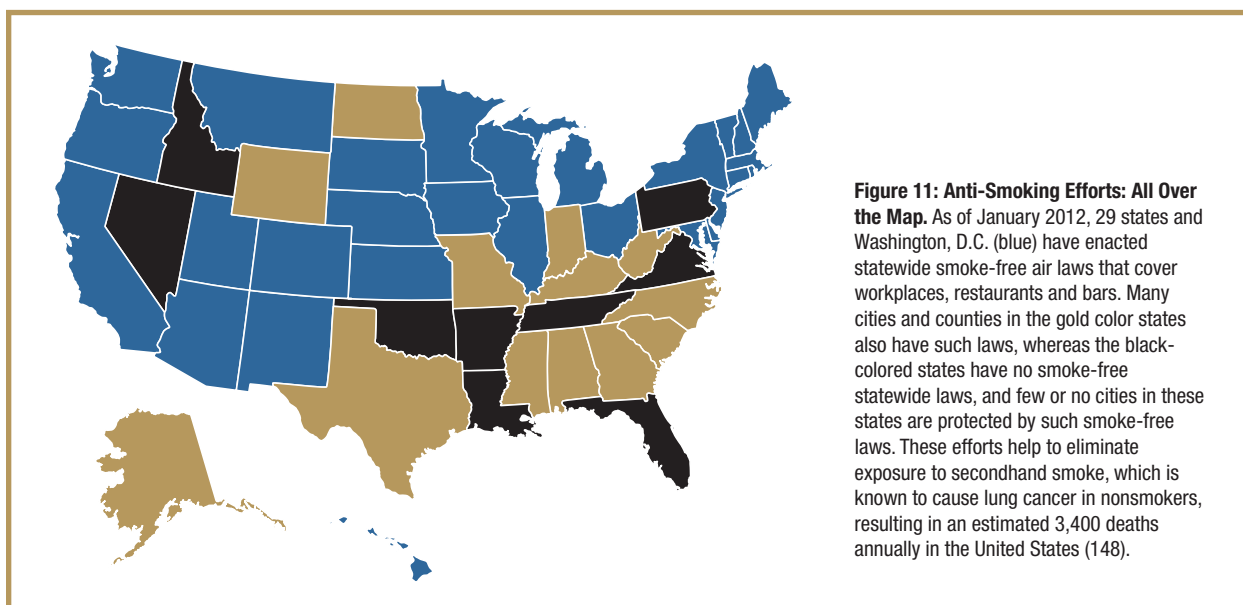 Figure 11: Anti-Smoking Efforts: All Over
the Map. As of January 2012, 29 states and
Washington, D.C. (blue) have enacted
statewide smoke-free air laws that cover
workplaces, restaurants and bars. Many
cities and counties in the gold color states
also have such laws, whereas the black-
colored states have no smoke-free
statewide laws, and few or no cities in these
states are protected by such smoke-free
laws. These efforts help to eliminate
exposure to secondhand smoke, which is
known to cause lung cancer in nonsmokers,
resulting in an estimated 3,400 deaths
annually in the United States (148).